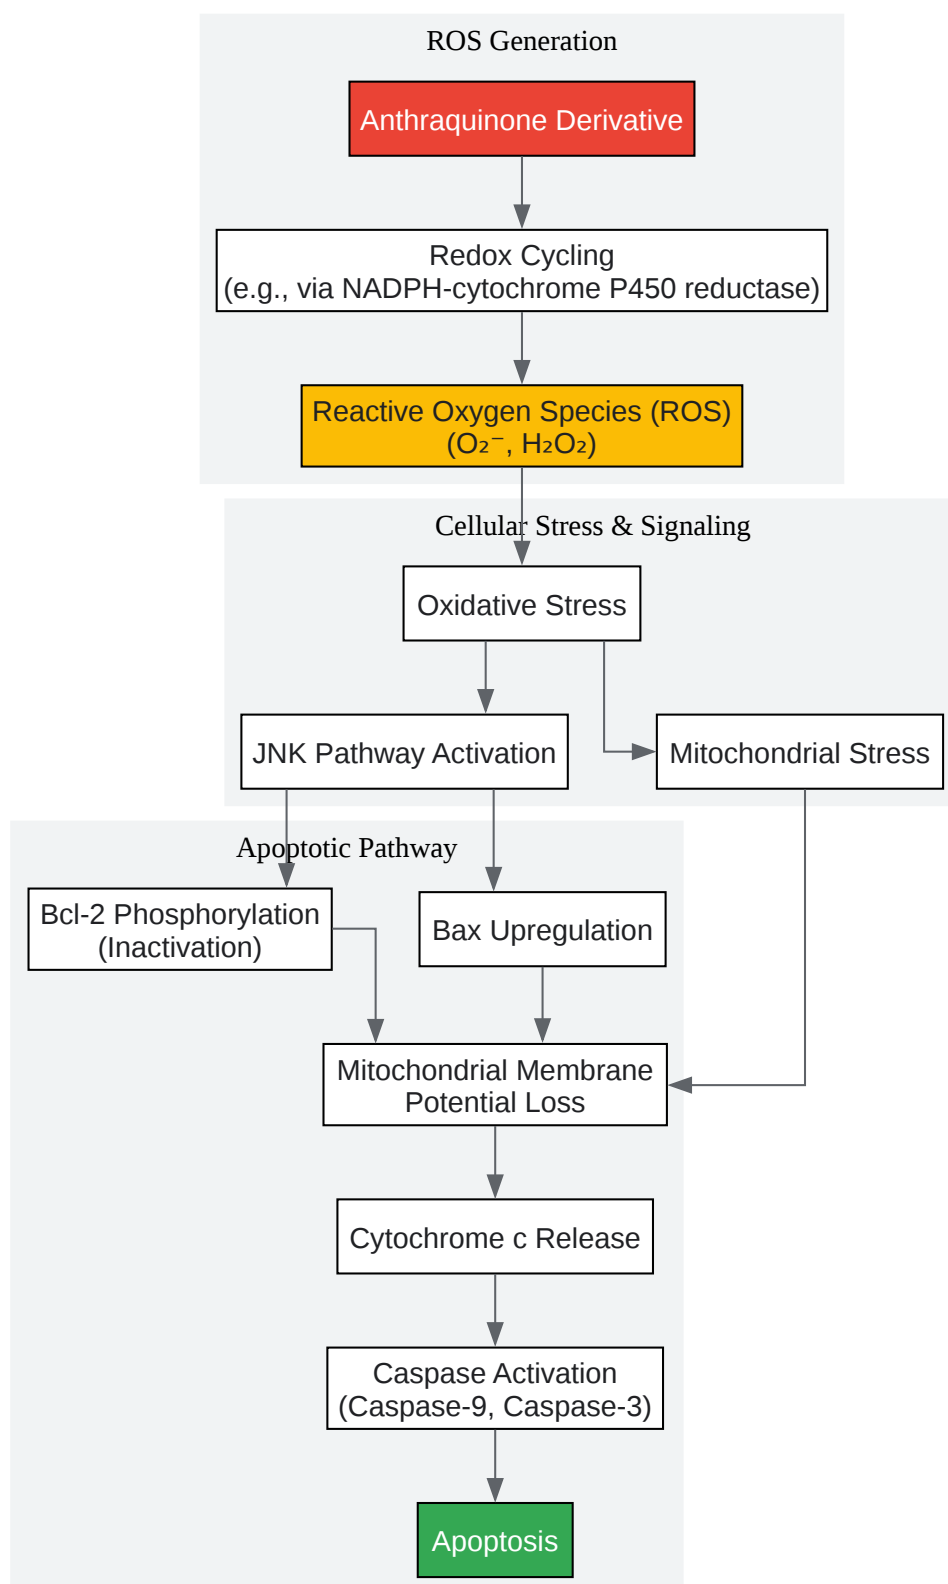 ROS Generation
Anthraquinone Derivative
Redox Cycling
(e.g., via NADPH-cytochrome P450 reductase)
Reactive Oxygen Species (ROS)
(O₂⁻, H₂O₂)
Cellular Stress & Signaling
Oxidative Stress
JNK Pathway Activation
Mitochondrial Stress
Apoptotic Pathway
Bcl-2 Phosphorylation
(Inactivation)
Bax Upregulation
Mitochondrial Membrane
Potential Loss
Cytochrome c Release
Caspase Activation
(Caspase-9, Caspase-3)
Apoptosis